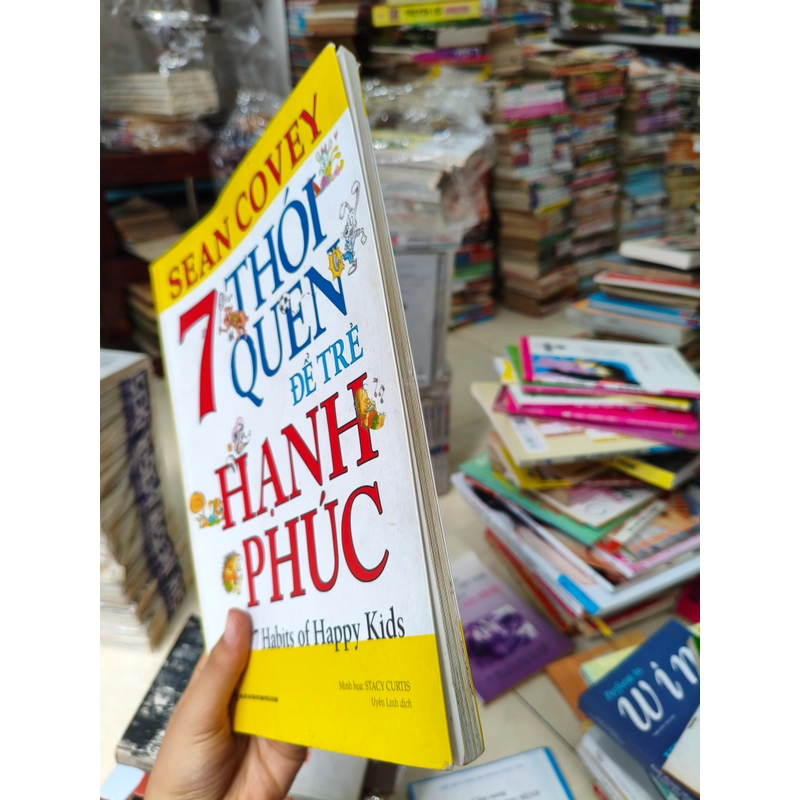 SEAN COVEY
7 THÓI
QUEN
ĐỂ TRẺ
HẠNH
PHÚC
7 Habits of Happy Kids
Minh họa: STACY CURTIS
Uyên Linh dịch
win